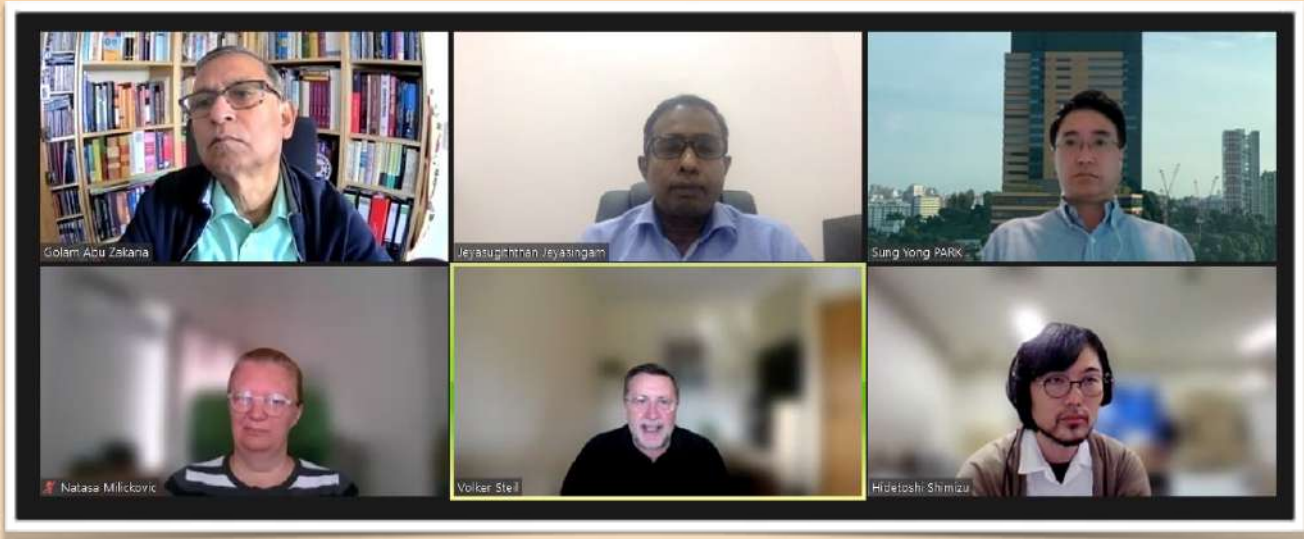 Golam Abu Zakaria
Jeyasugiththan Jeyasingam
Sung Yong PARK
Natasa Milickovic
Volker Steil
Hidetoshi Shimizu